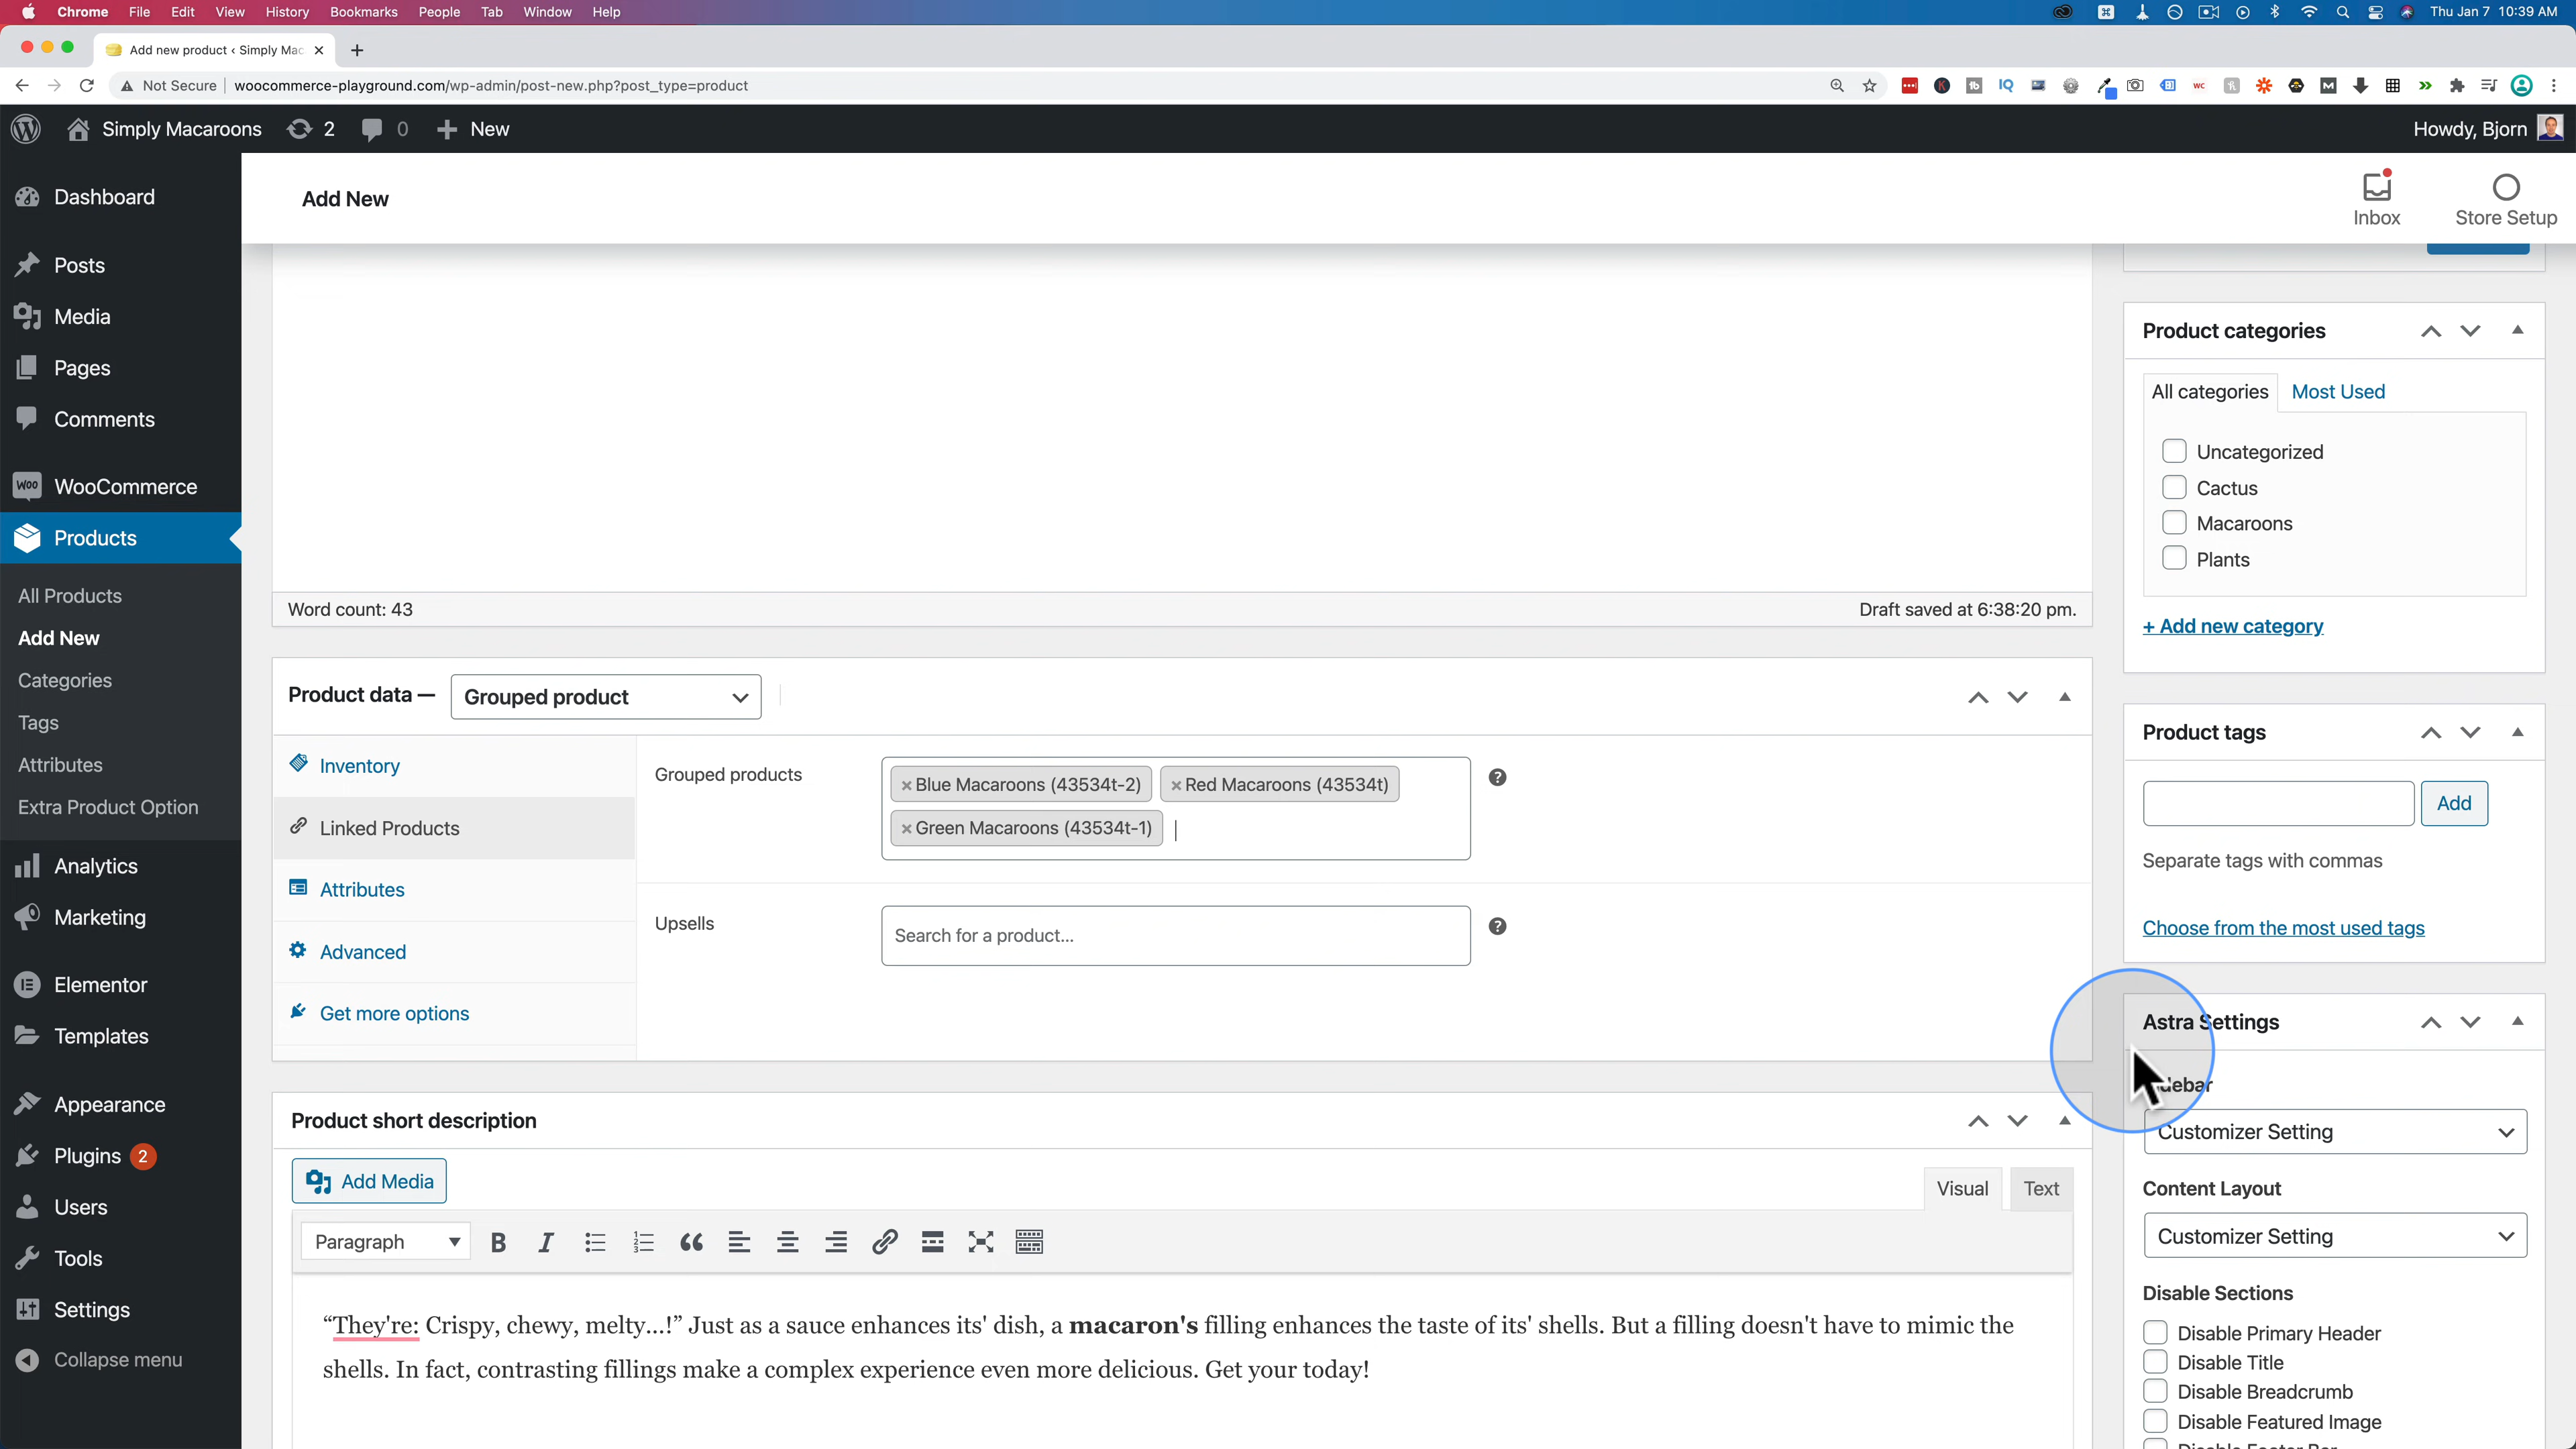 Chrome File Edit View History Bookmarks People Tab Window Help Thu Jan 7 10:39 AM
Add new product ‹ Simply Mac
Not Secure woocommerce-playground.com/wp-admin/post-new.php?post_type=product
Simply Macaroons 2 0 New Howdy, Bjorn
Add New Inbox Store Setup
Dashboard
Posts
Media
Pages
Comments
WooCommerce
Products
All Products
Add New
Categories
Tags
Attributes
Extra Product Option
Analytics
Marketing
Elementor
Templates
Appearance
Plugins 2
Users
Tools
Settings
Collapse menu
Word count: 43 Draft saved at 6:38:20 pm.
Product data — Grouped product
Inventory
Linked Products
Attributes
Advanced
Get more options
Grouped products ×Blue Macaroons (43534t-2) ×Red Macaroons (43534t)
×Green Macaroons (43534t-1)
Upsells Search for a product...
Product short description
Add Media Visual Text
Paragraph
“They're: Crispy, chewy, melty...!” Just as a sauce enhances its' dish, a macaron's filling enhances the taste of its' shells. But a filling doesn't have to mimic the
shells. In fact, contrasting fillings make a complex experience even more delicious. Get your today!
Product categories
All categories Most Used
Uncategorized
Cactus
Macaroons
Plants
+ Add new category
Product tags
Add
Separate tags with commas
Choose from the most used tags
Astra Settings
Customizer Setting
Content Layout
Customizer Setting
Disable Sections
Disable Primary Header
Disable Title
Disable Breadcrumb
Disable Featured Image